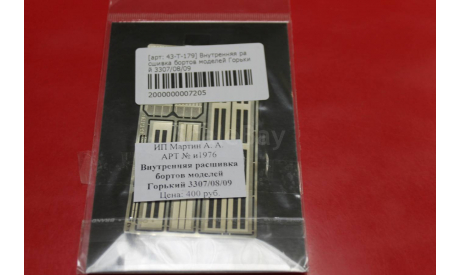 [арт: 43-7-179] Внутренняя ра
сшивка бортов моделей Горьки
й 3307/08/09
2000000007205
ИП Мартин А. А.
АРТ № и1976
Внутренняя расшивка
бортов моделей
Горький 3307/08/09
Цена: 400 руб.